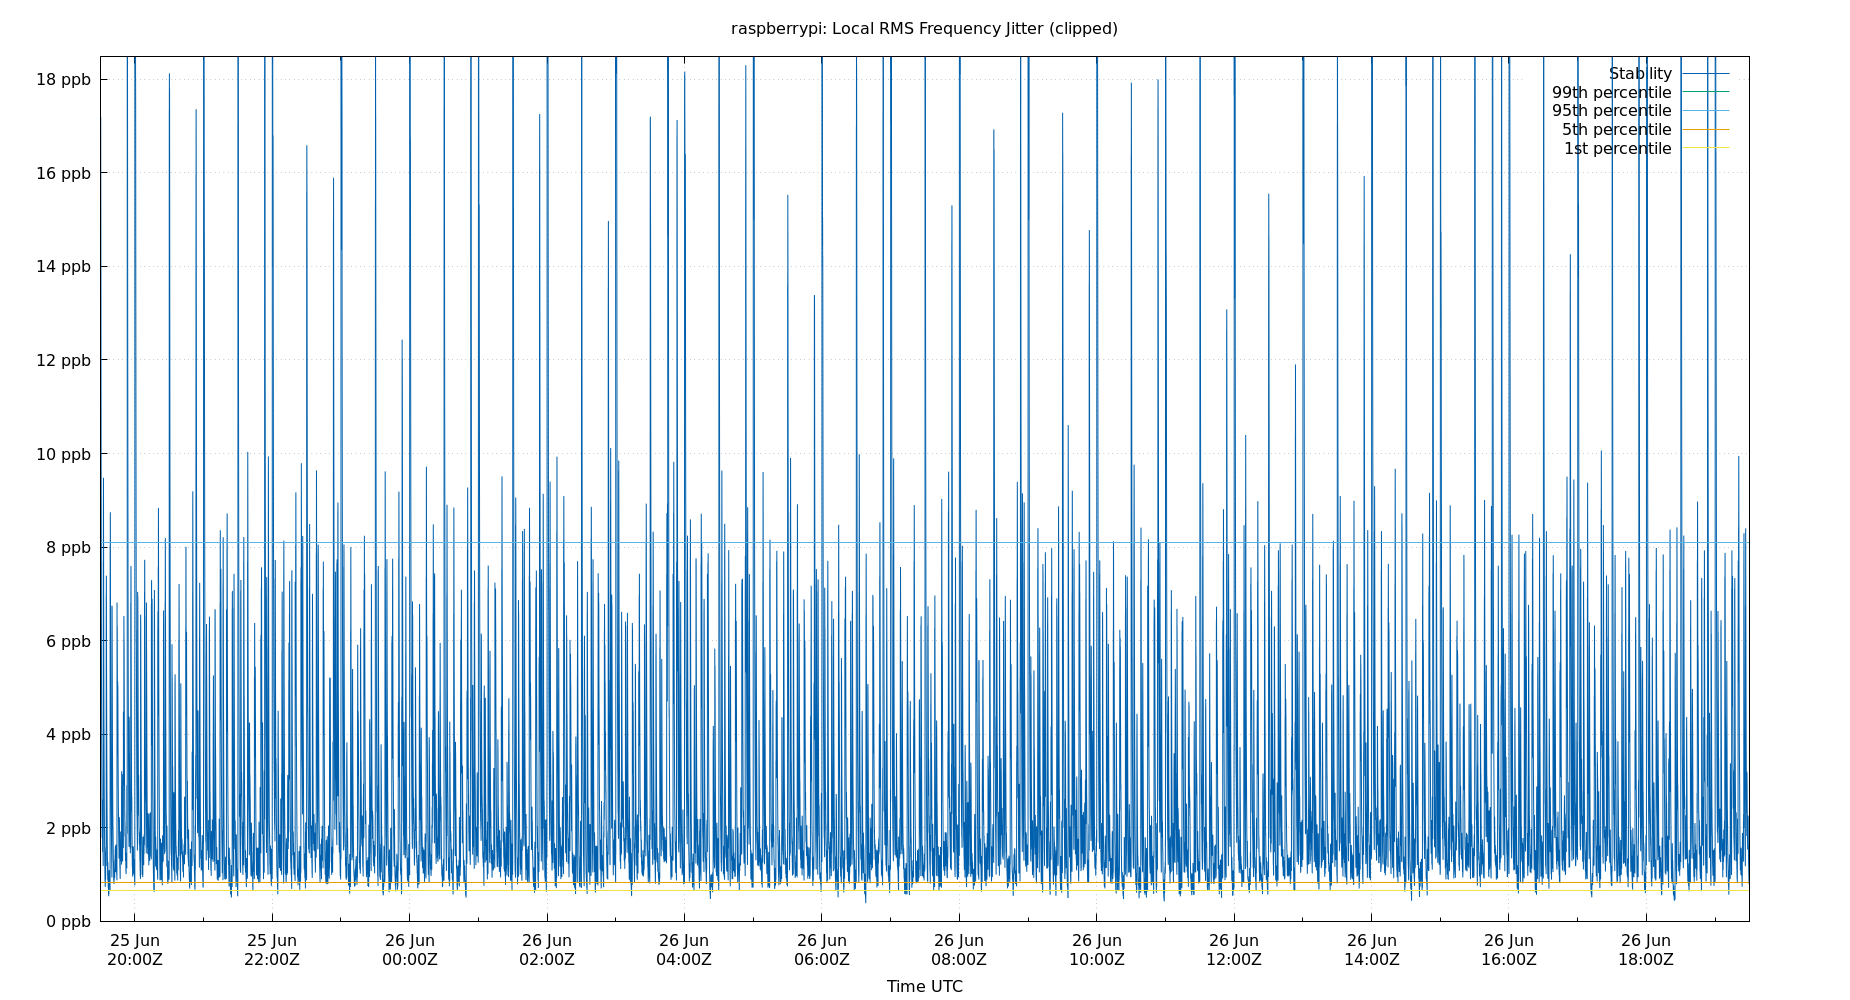 raspberrypi: Local RMS Frequency Jitter (clipped)
18 ppb
16 ppb
14 ppb
12 ppb
10 ppb
8 ppb
6 ppb
4 ppb
2 ppb
0 ppb
Stability
99th percentile
95th percentile
5th percentile
1st percentile
25 Jun 25 Jun 26 Jun 26 Jun 26 Jun 26 Jun 26 Jun 26 Jun 26 Jun 26 Jun 26 Jun 26 Jun
20:00Z 22:00Z 00:00Z 02:00Z 04:00Z 06:00Z 08:00Z 10:00Z 12:00Z 14:00Z 16:00Z 18:00Z
Time UTC